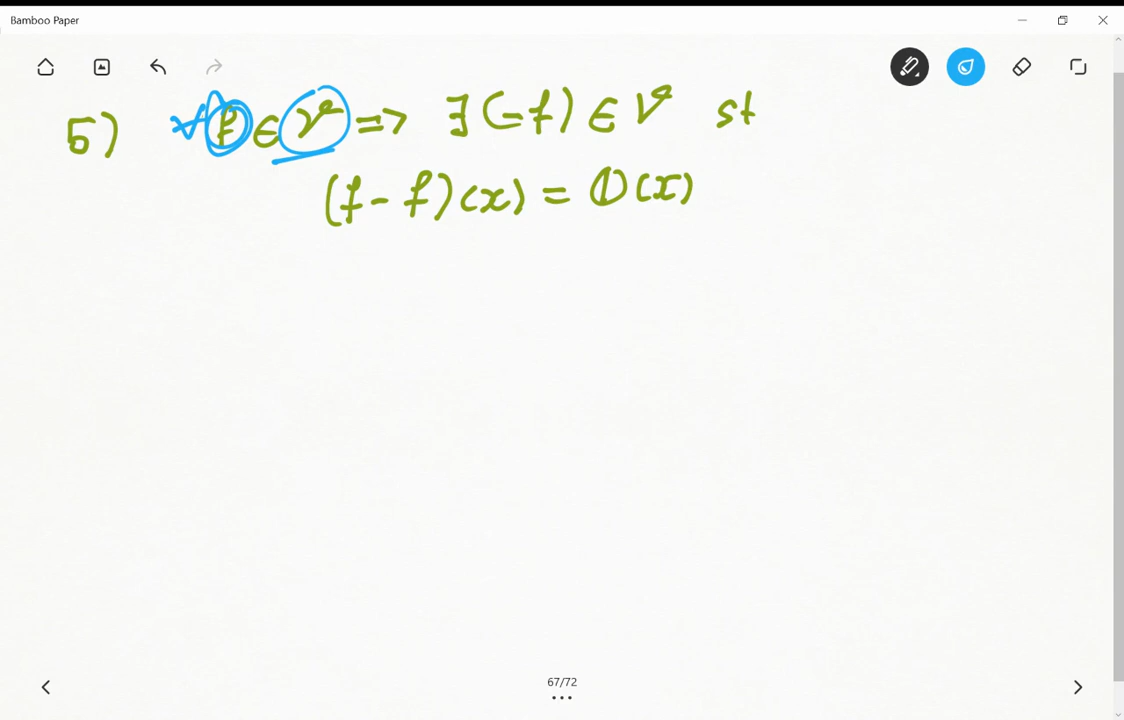 Bamboo Paper
5) ∀ f ∈ V => ∃ (-f) ∈ V st
(f - f)(x) = 𝟘(x)
67/72